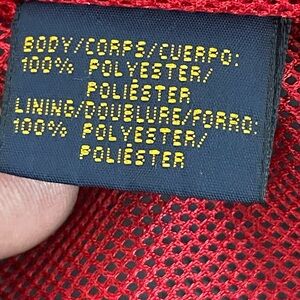 BODY/CORPS/CUERPO:
100% POLYESTER/
POLIÉSTER
LINING/DOUBLURE/FORRO:
100% POLYESTER/
POLIÉSTER